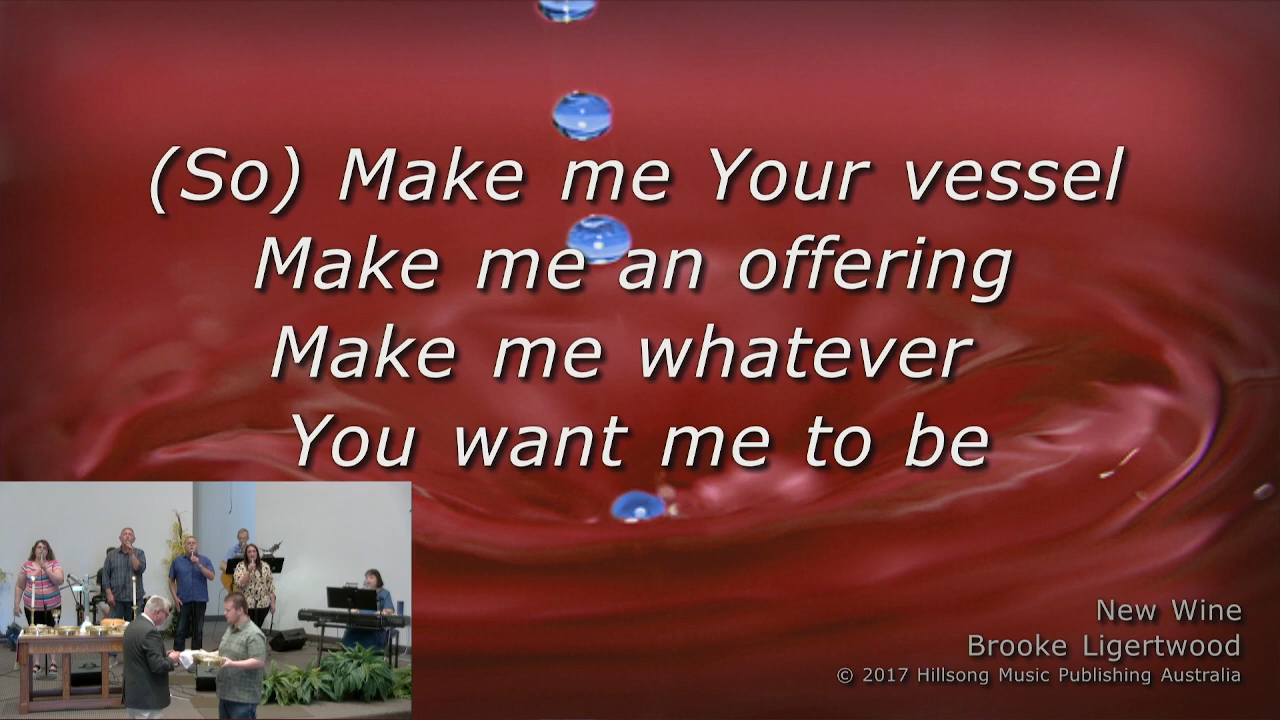 (So) Make me Your vessel
Make me an offering
Make me whatever
You want me to be
New Wine
Brooke Ligertwood
© 2017 Hillsong Music Publishing Australia